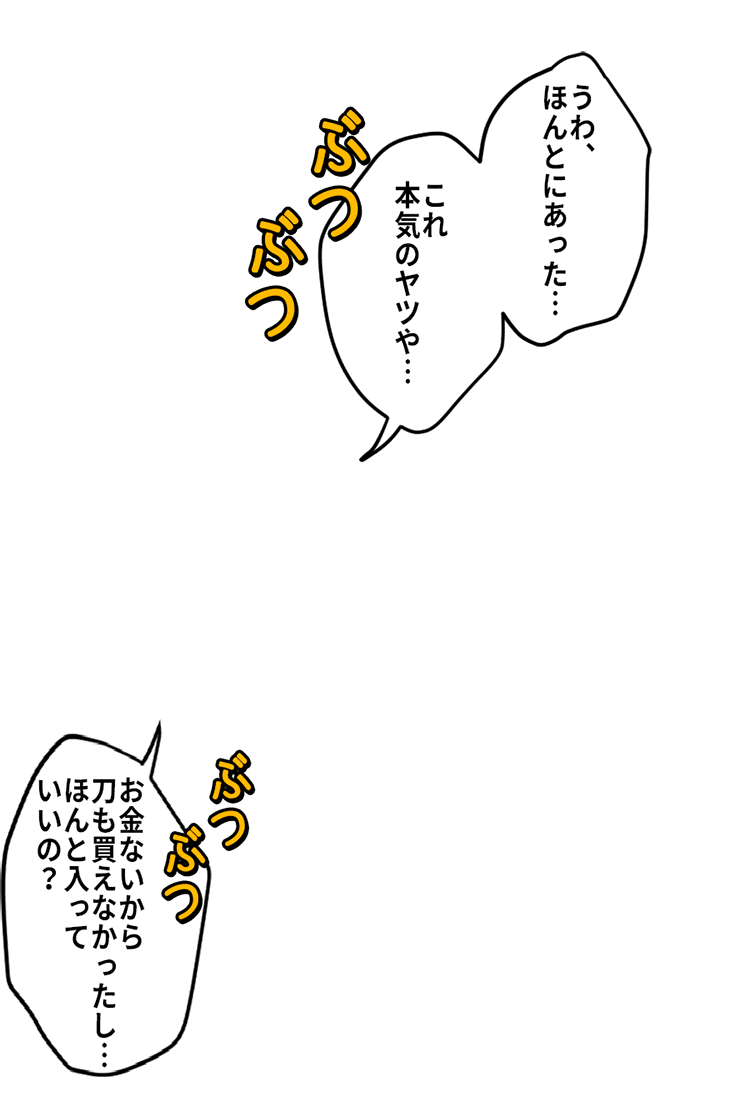 うわ、
ほんとにあった…
これ
本気のヤツや…
ぶつ
ぶつ
ぶつ
ぶつ
お金ないから
刀も買えなかったし…
ほんと入って
いいの？